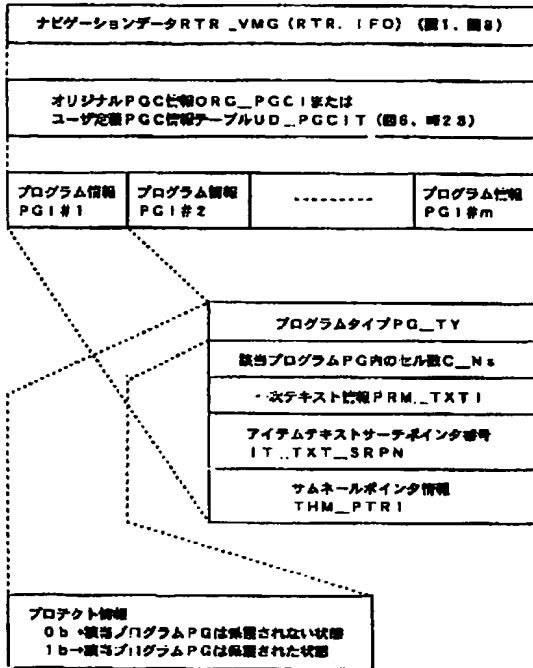 ナビゲーションデータRTR_VMG (RTR. IFO) (図1、図8)
オリジナルPGC情報ORG_PGCIまたは
ユーザ定義PGC情報テーブルUD_PGCIT (図6、図23)
プログラム情報
PGI#1
プログラム情報
PGI#2
プログラム情報
PGI#m
プログラムタイプPG_TY
該当プログラムPG内のセル数C_Ns
一次テキスト情報PRM_TXTI
アイテムテキストサーチポインタ番号
IT_TXT_SRPN
サムネールポインタ情報
THM_PTRI
プロテクト情報
0b→該当プログラムPGは保護されない状態
1b→該当プログラムPGは保護された状態